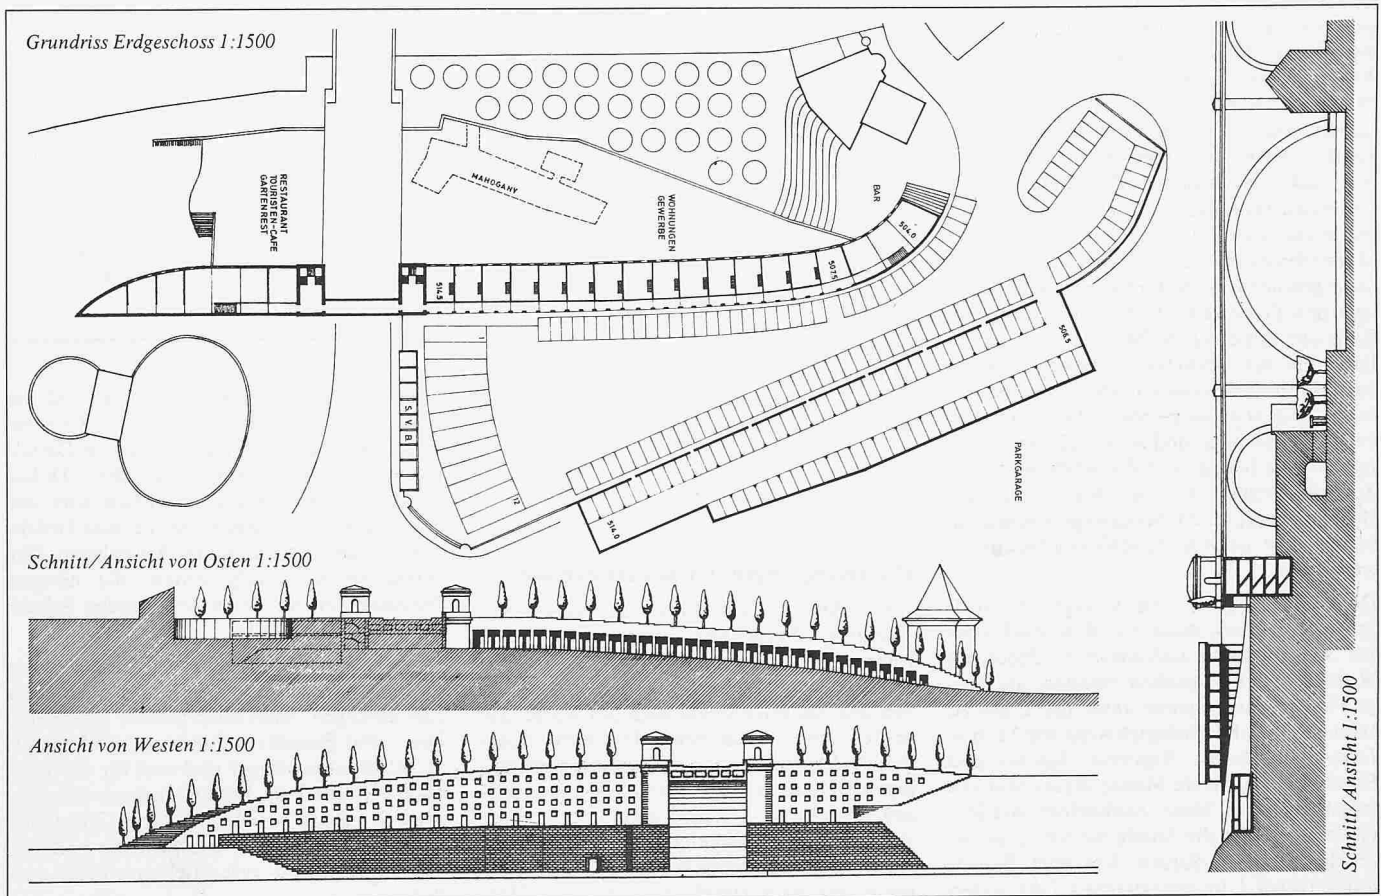 Grundriss Erdgeschoss 1:1500
RESTAURANT
TOURISTEN-CAFE
GARTENREST
MAHOGANY
WOHNUNGEN
GEWERBE
BAR
504.0
507.5
514.5
S. V. B.
1
12
506.5
514.0
PARKGARAGE
Schnitt/Ansicht von Osten 1:1500
Ansicht von Westen 1:1500
Schnitt/Ansicht 1:1500